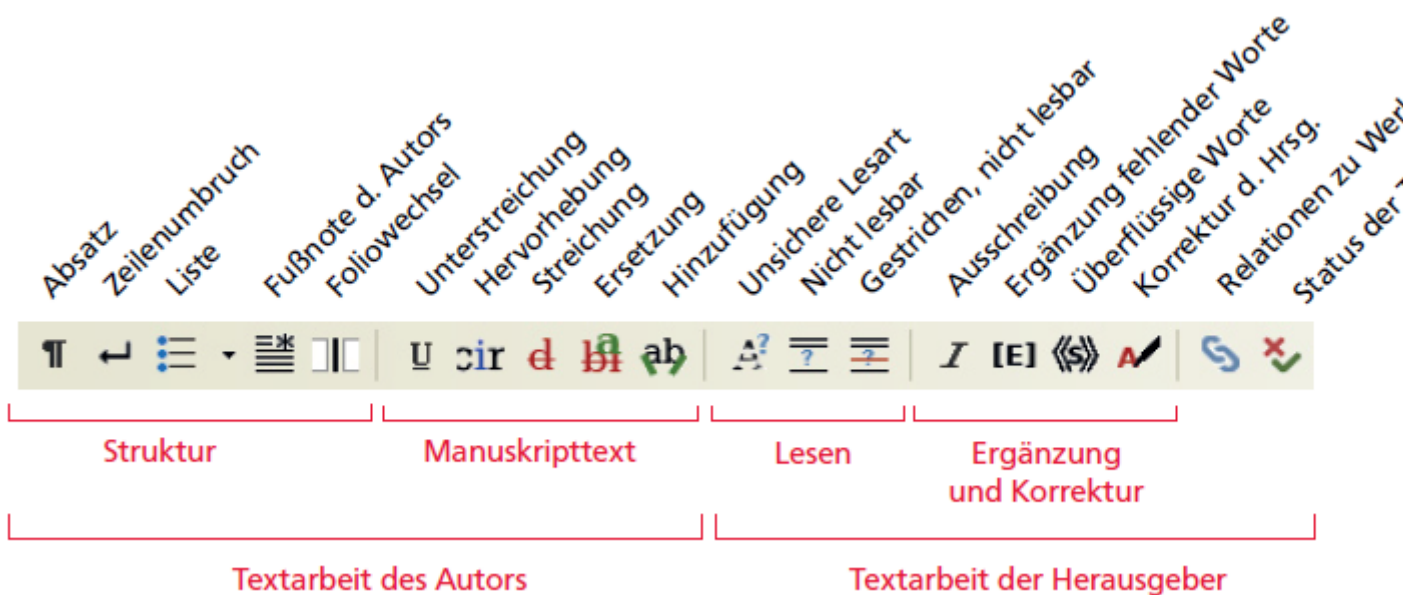 Absatz
Zeilenumbruch
Liste
Fußnote d. Autors
Foliowechsel
Unterstreichung
Hervorhebung
Streichung
Ersetzung
Hinzufügung
Unsichere Lesart
Nicht lesbar
Gestrichen, nicht lesbar
Ausschreibung
Ergänzung fehlender Worte
Überflüssige Worte
Korrektur d. Hrsg.
Relationen zu
Status der
¶ U cir d bl a ab A? ? ? I [E] «S» A
Struktur
Manuskripttext
Lesen
Ergänzung
und Korrektur
Textarbeit des Autors
Textarbeit der Herausgeber